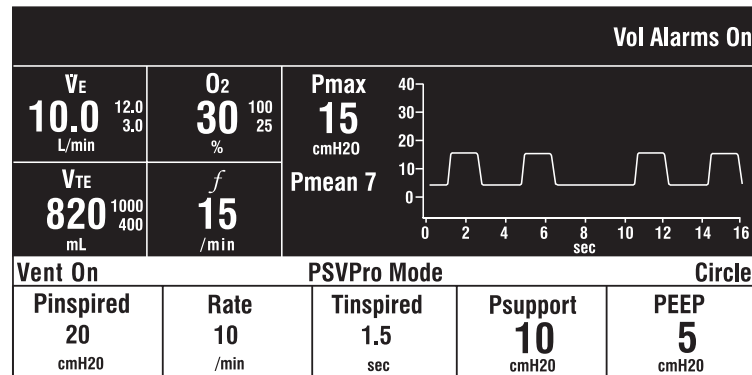 Vol Alarms On
V̇E
10.0 12.0 3.0
L/min
O2
30 100 25
%
VTE
820 1000 400
mL
f
15
/min
Pmax
15
cmH2O
Pmean 7
40
30
20
10
0
0 2 4 6 8 10 12 14 16
sec
Vent On PSVPro Mode Circle
Pinspired Rate Tinspired Psupport PEEP
20 10 1.5 10 5
cmH2O /min sec cmH2O cmH2O